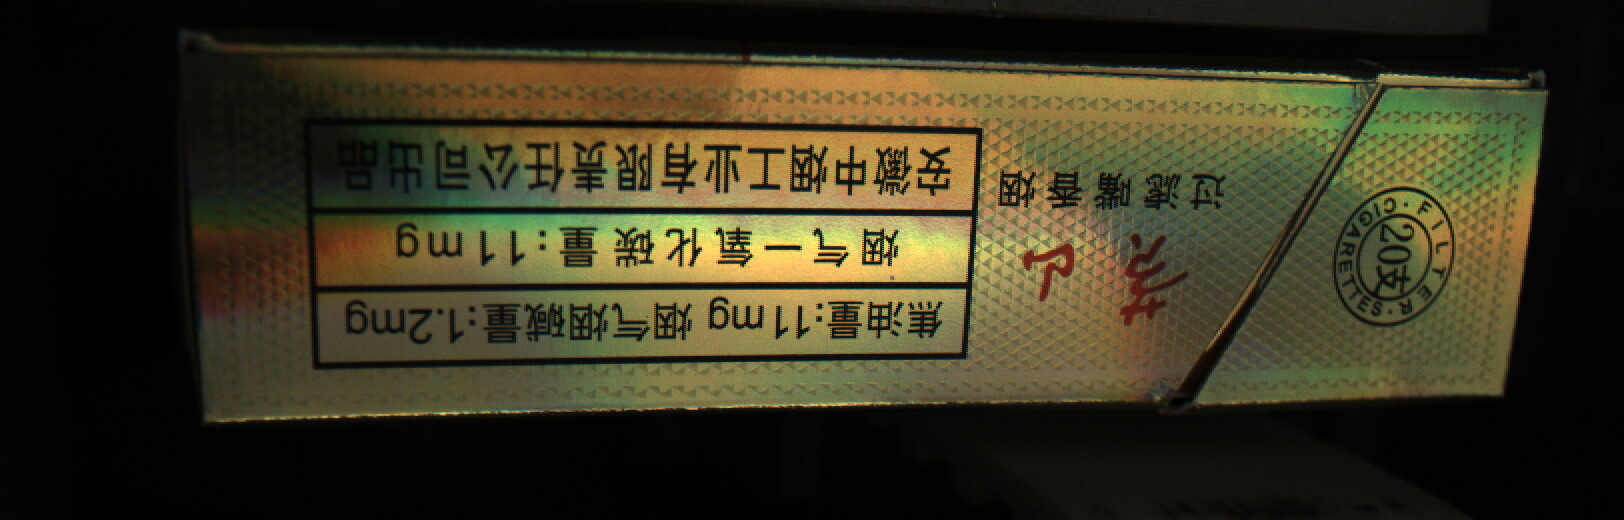 20支
FILTER · CIGARETTES ·
黄山
过滤嘴香烟
焦油量:11mg 烟气烟碱量:1.2mg
烟气一氧化碳量:11mg
安徽中烟工业有限责任公司出品